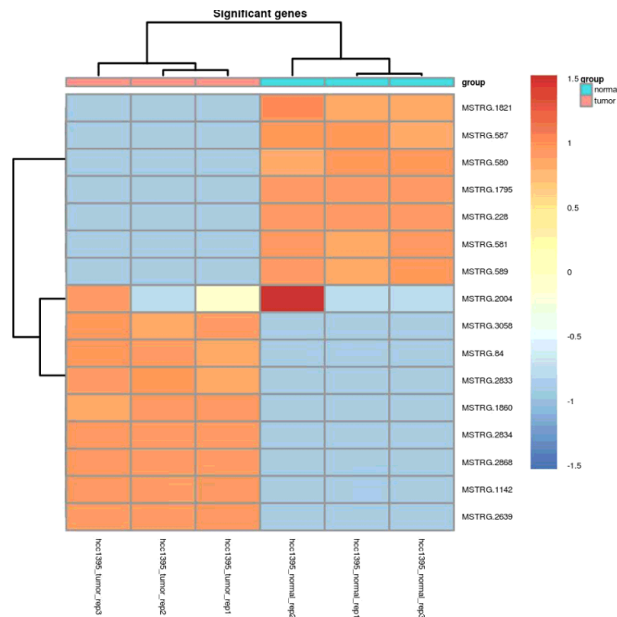 Significant genes
group
MSTRG.1821
MSTRG.587
MSTRG.580
MSTRG.1795
MSTRG.228
MSTRG.581
MSTRG.589
MSTRG.2004
MSTRG.3058
MSTRG.84
MSTRG.2833
MSTRG.1860
MSTRG.2834
MSTRG.2868
MSTRG.1142
MSTRG.2639
1.5
1
0.5
0
-0.5
-1
-1.5
group
norma
tumor
hcc1395_tumor_rep3
hcc1395_tumor_rep2
hcc1395_tumor_rep1